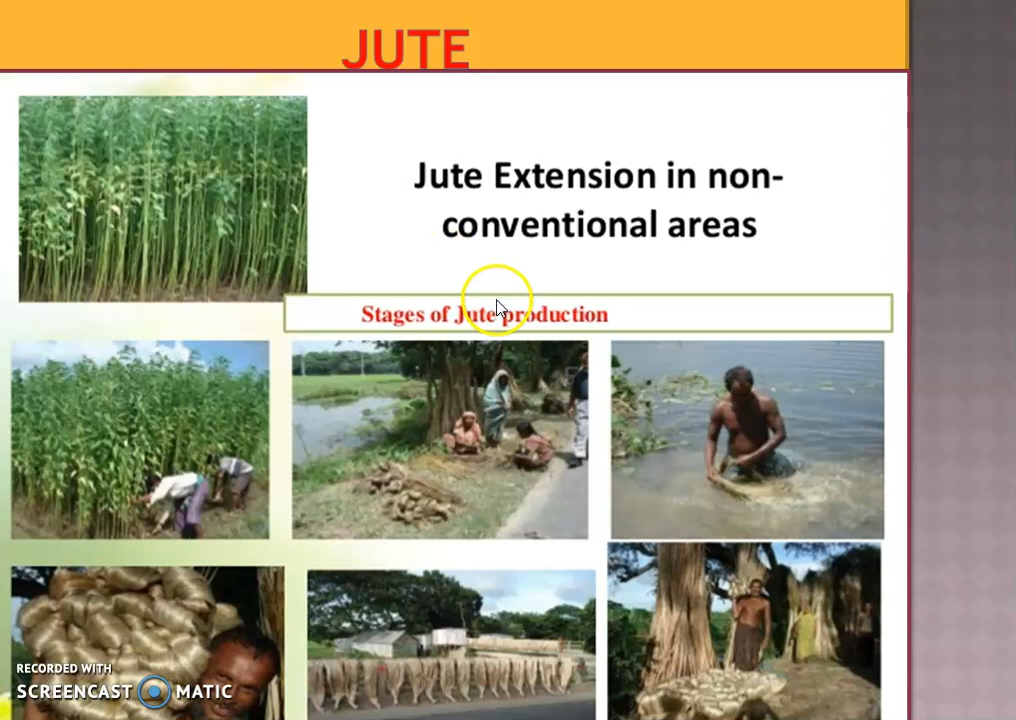 JUTE
Jute Extension in non-
conventional areas
Stages of Jute production
RECORDED WITH
SCREENCAST MATIC